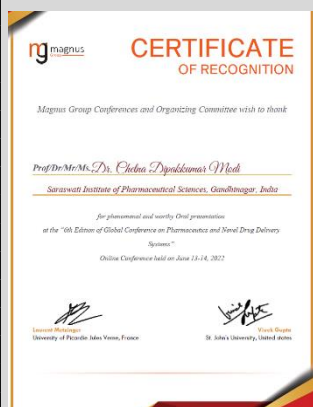 magnus
GROUP
CERTIFICATE
OF RECOGNITION
Magnus Group Conferences and Organizing Committee wish to thank
Prof/Dr/Mr/Ms. Dr. Chetna Dipakkumar Modi
Saraswati Institute of Pharmaceutical Sciences, Gandhinagar, India
for phenomenal and worthy Oral presentation
at the "6th Edition of Global Conference on Pharmaceutics and Novel Drug Delivery
Systems"
Online Conference held on June 13-14, 2022
Laurent Metzinger
University of Picardie Jules Verne, France
Vivek Gupta
St. John's University, United states